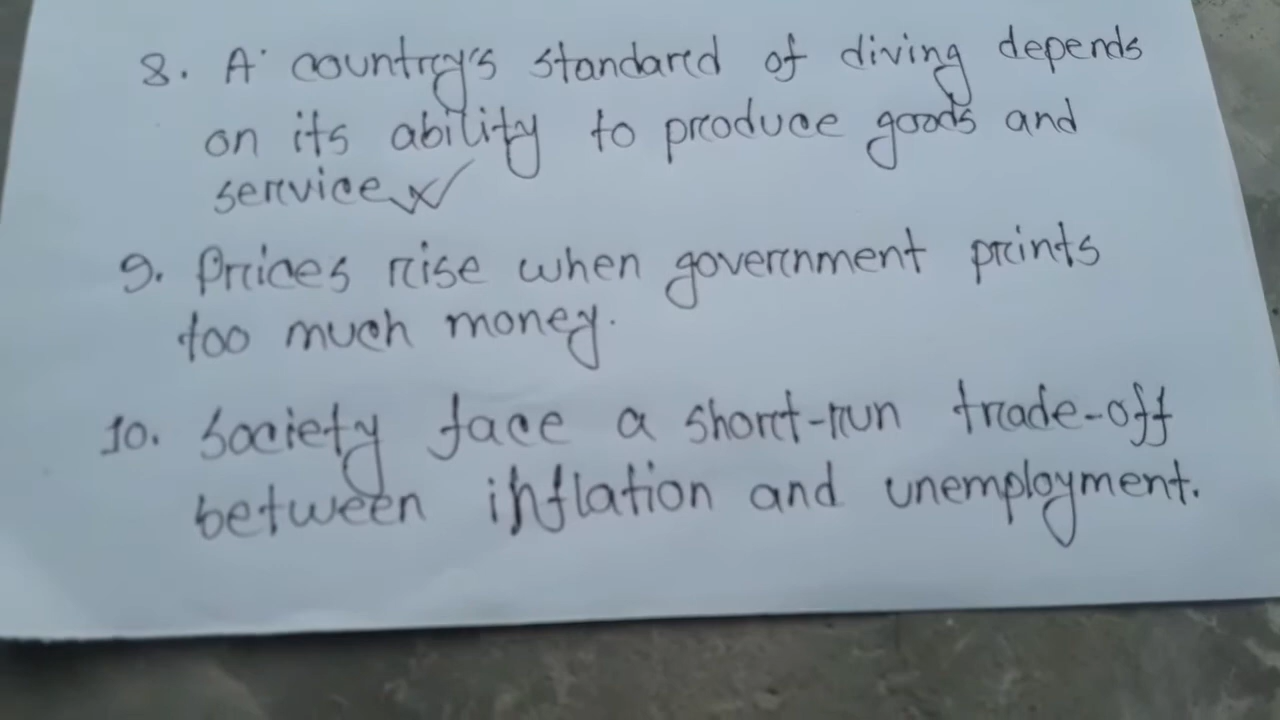 8. A country's standard of diving depends
on its ability to produce goods and
service
9. Prices rise when government prints
too much money.
10. Society face a short-run trade-off
between inflation and unemployment.